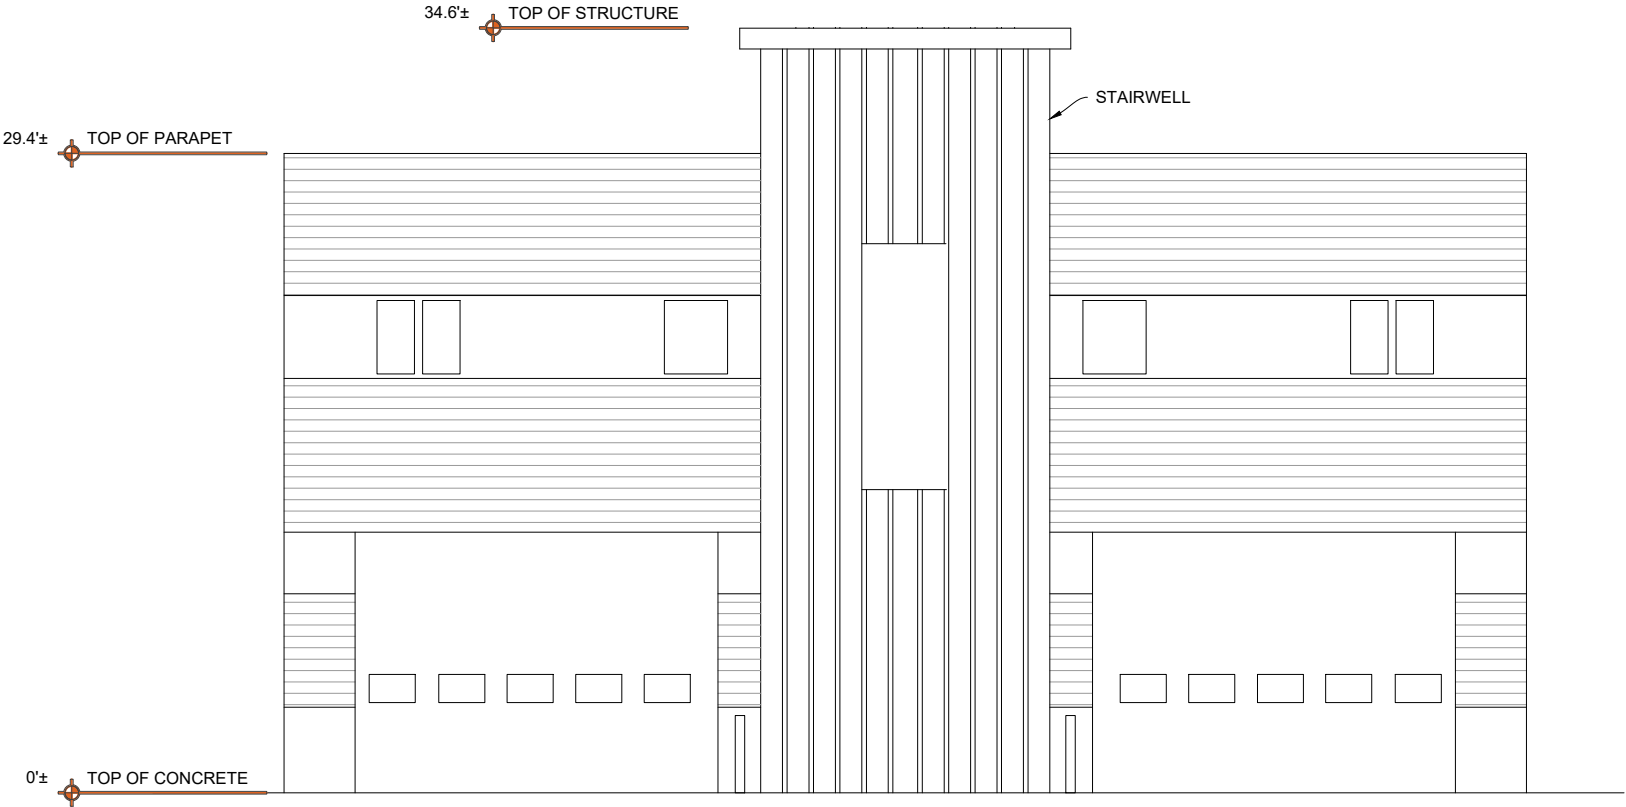 34.6'± TOP OF STRUCTURE
STAIRWELL
29.4'± TOP OF PARAPET
0'± TOP OF CONCRETE